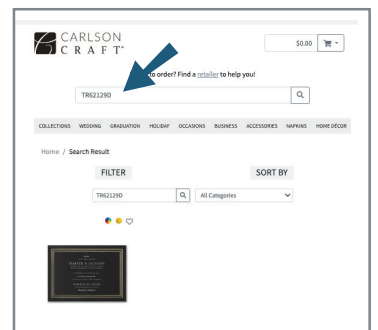 CARLSON
CRAFT®
$0.00
to order? Find a retailer to help you!
TR62129D
COLLECTIONS WEDDING GRADUATION HOLIDAY OCCASIONS BUSINESS ACCESSORIES NAPKINS HOME DÉCOR
Home / Search Result
FILTER SORT BY
TR62129D All Categories